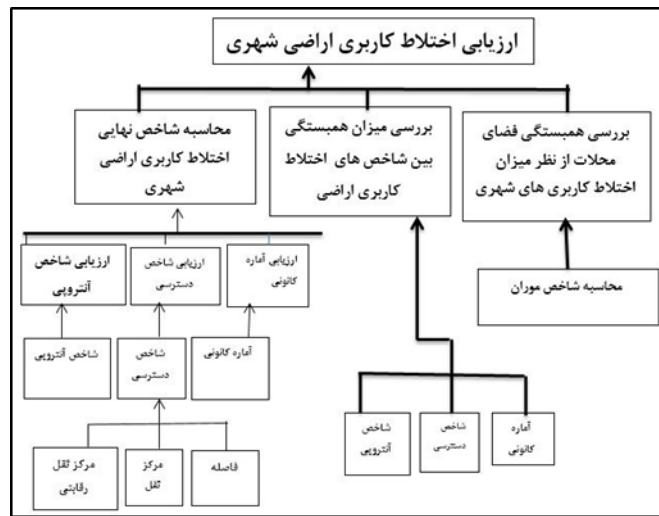 ارزیابی اختلاط کاربری اراضی شهری
بررسی همبستگی فضای
محلات از نظر میزان
اختلاط کاربری های شهری
بررسی میزان همبستگی
بین شاخص های اختلاط
کاربری اراضی
محاسبه شاخص نهایی
اختلاط کاربری اراضی
شهری
محاسبه شاخص موران
ارزیابی آماره
کانونی
ارزیابی شاخص
دسترسی
ارزیابی شاخص
آنتروپی
آماره کانونی
شاخص
دسترسی
شاخص آنتروپی
آماره
کانونی
شاخص
دسترسی
شاخص
آنتروپی
فاصله
مرکز
ثقل
مرکز ثقل
رقابتی